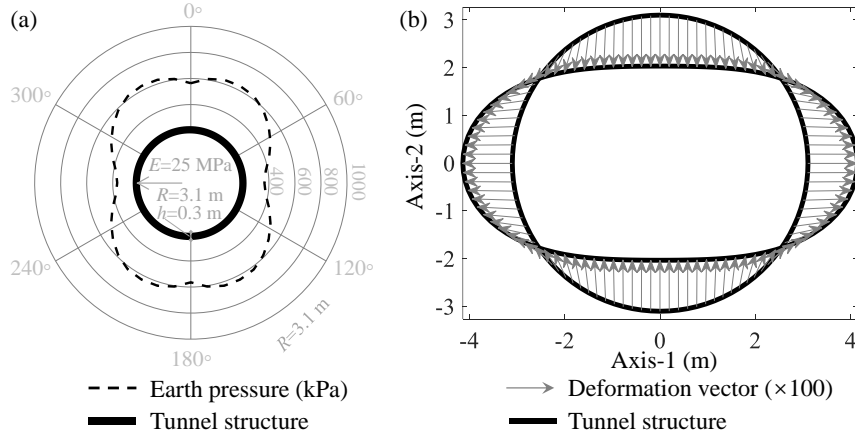 (a)
0°
300°
60°
E=25 MPa
400
600
800
1000
R=3.1 m
h=0.3 m
240°
120°
R=3.1 m
180°
Earth pressure (kPa)
Tunnel structure
(b)
3
2
1
0
-1
-2
-3
Axis-2 (m)
-4
-2
0
2
4
Axis-1 (m)
Deformation vector (×100)
Tunnel structure